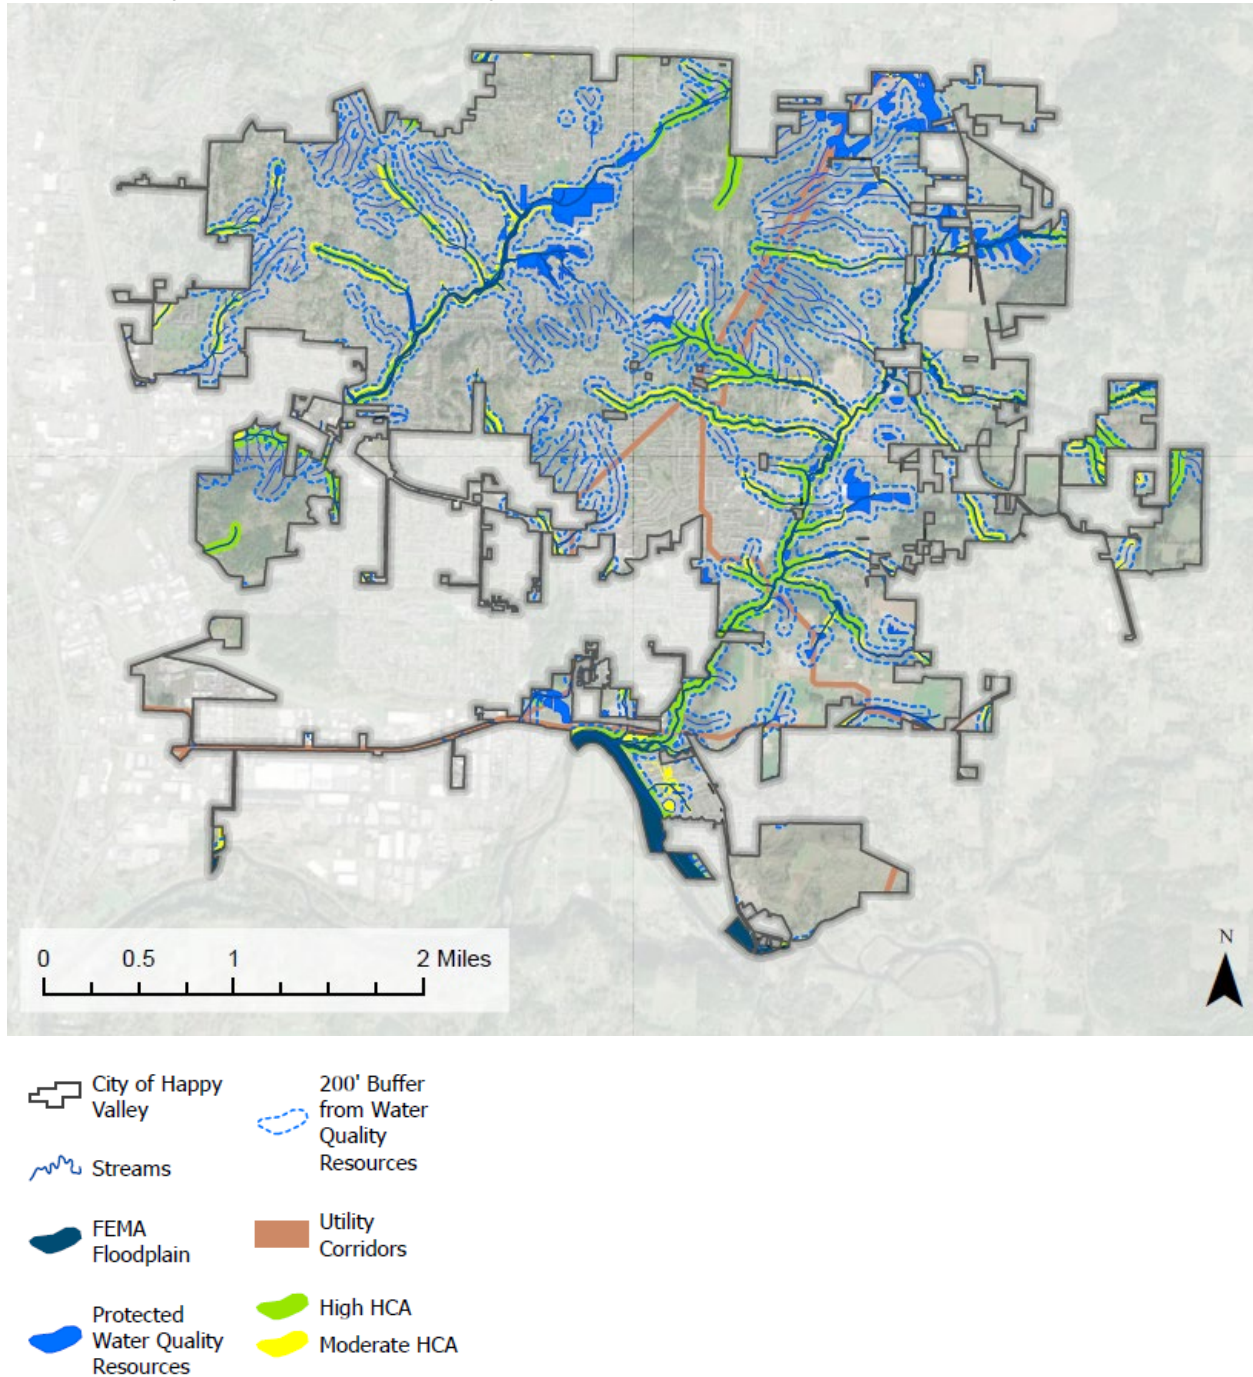 N
0 0.5 1 2 Miles
City of Happy
Valley
Streams
FEMA
Floodplain
Protected
Water Quality
Resources
200' Buffer
from Water
Quality
Resources
Utility
Corridors
High HCA
Moderate HCA